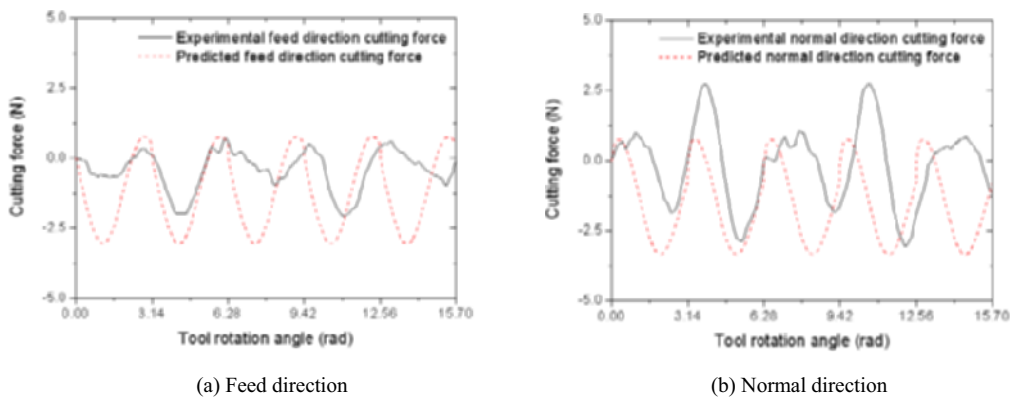 5.0
Experimental feed direction cutting force
Predicted feed direction cutting force
2.5
0.0
-2.5
-5.0
Cutting force (N)
0.00 3.14 6.28 9.42 12.56 15.70
Tool rotation angle (rad)
(a) Feed direction
5.0
Experimental normal direction cutting force
Predicted normal direction cutting force
2.5
0.0
-2.5
-5.0
Cutting force (N)
0.00 3.14 6.28 9.42 12.56 15.70
Tool rotation angle (rad)
(b) Normal direction